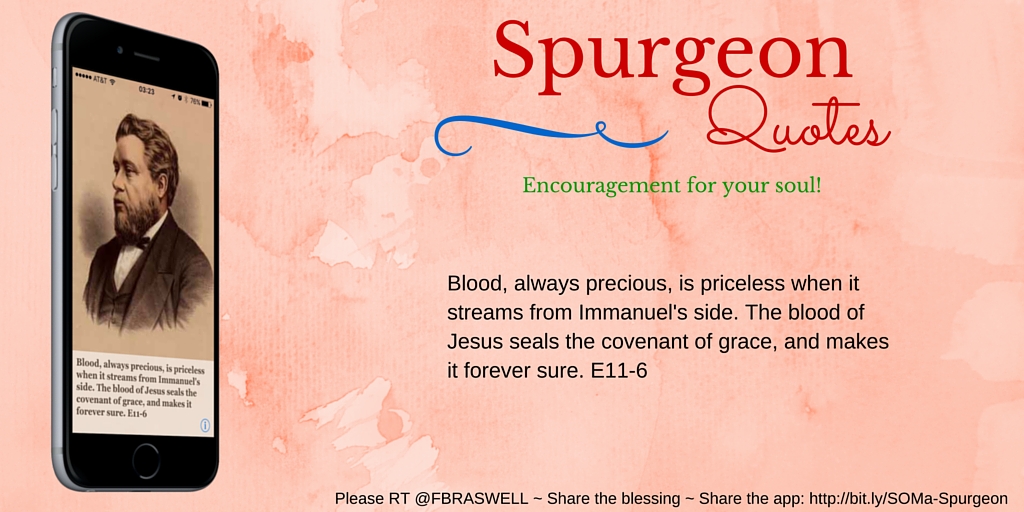 ●●●●● AT&T
03:23
76%
Blood, always precious, is priceless
when it streams from Immanuel's
side. The blood of Jesus seals the
covenant of grace, and makes it
forever sure. E11-6
Spurgeon
Quotes
Encouragement for your soul!
Blood, always precious, is priceless when it
streams from Immanuel's side. The blood of
Jesus seals the covenant of grace, and makes
it forever sure. E11-6
Please RT @FBRASWELL ~ Share the blessing ~ Share the app: http://bit.ly/SOMa-Spurgeon